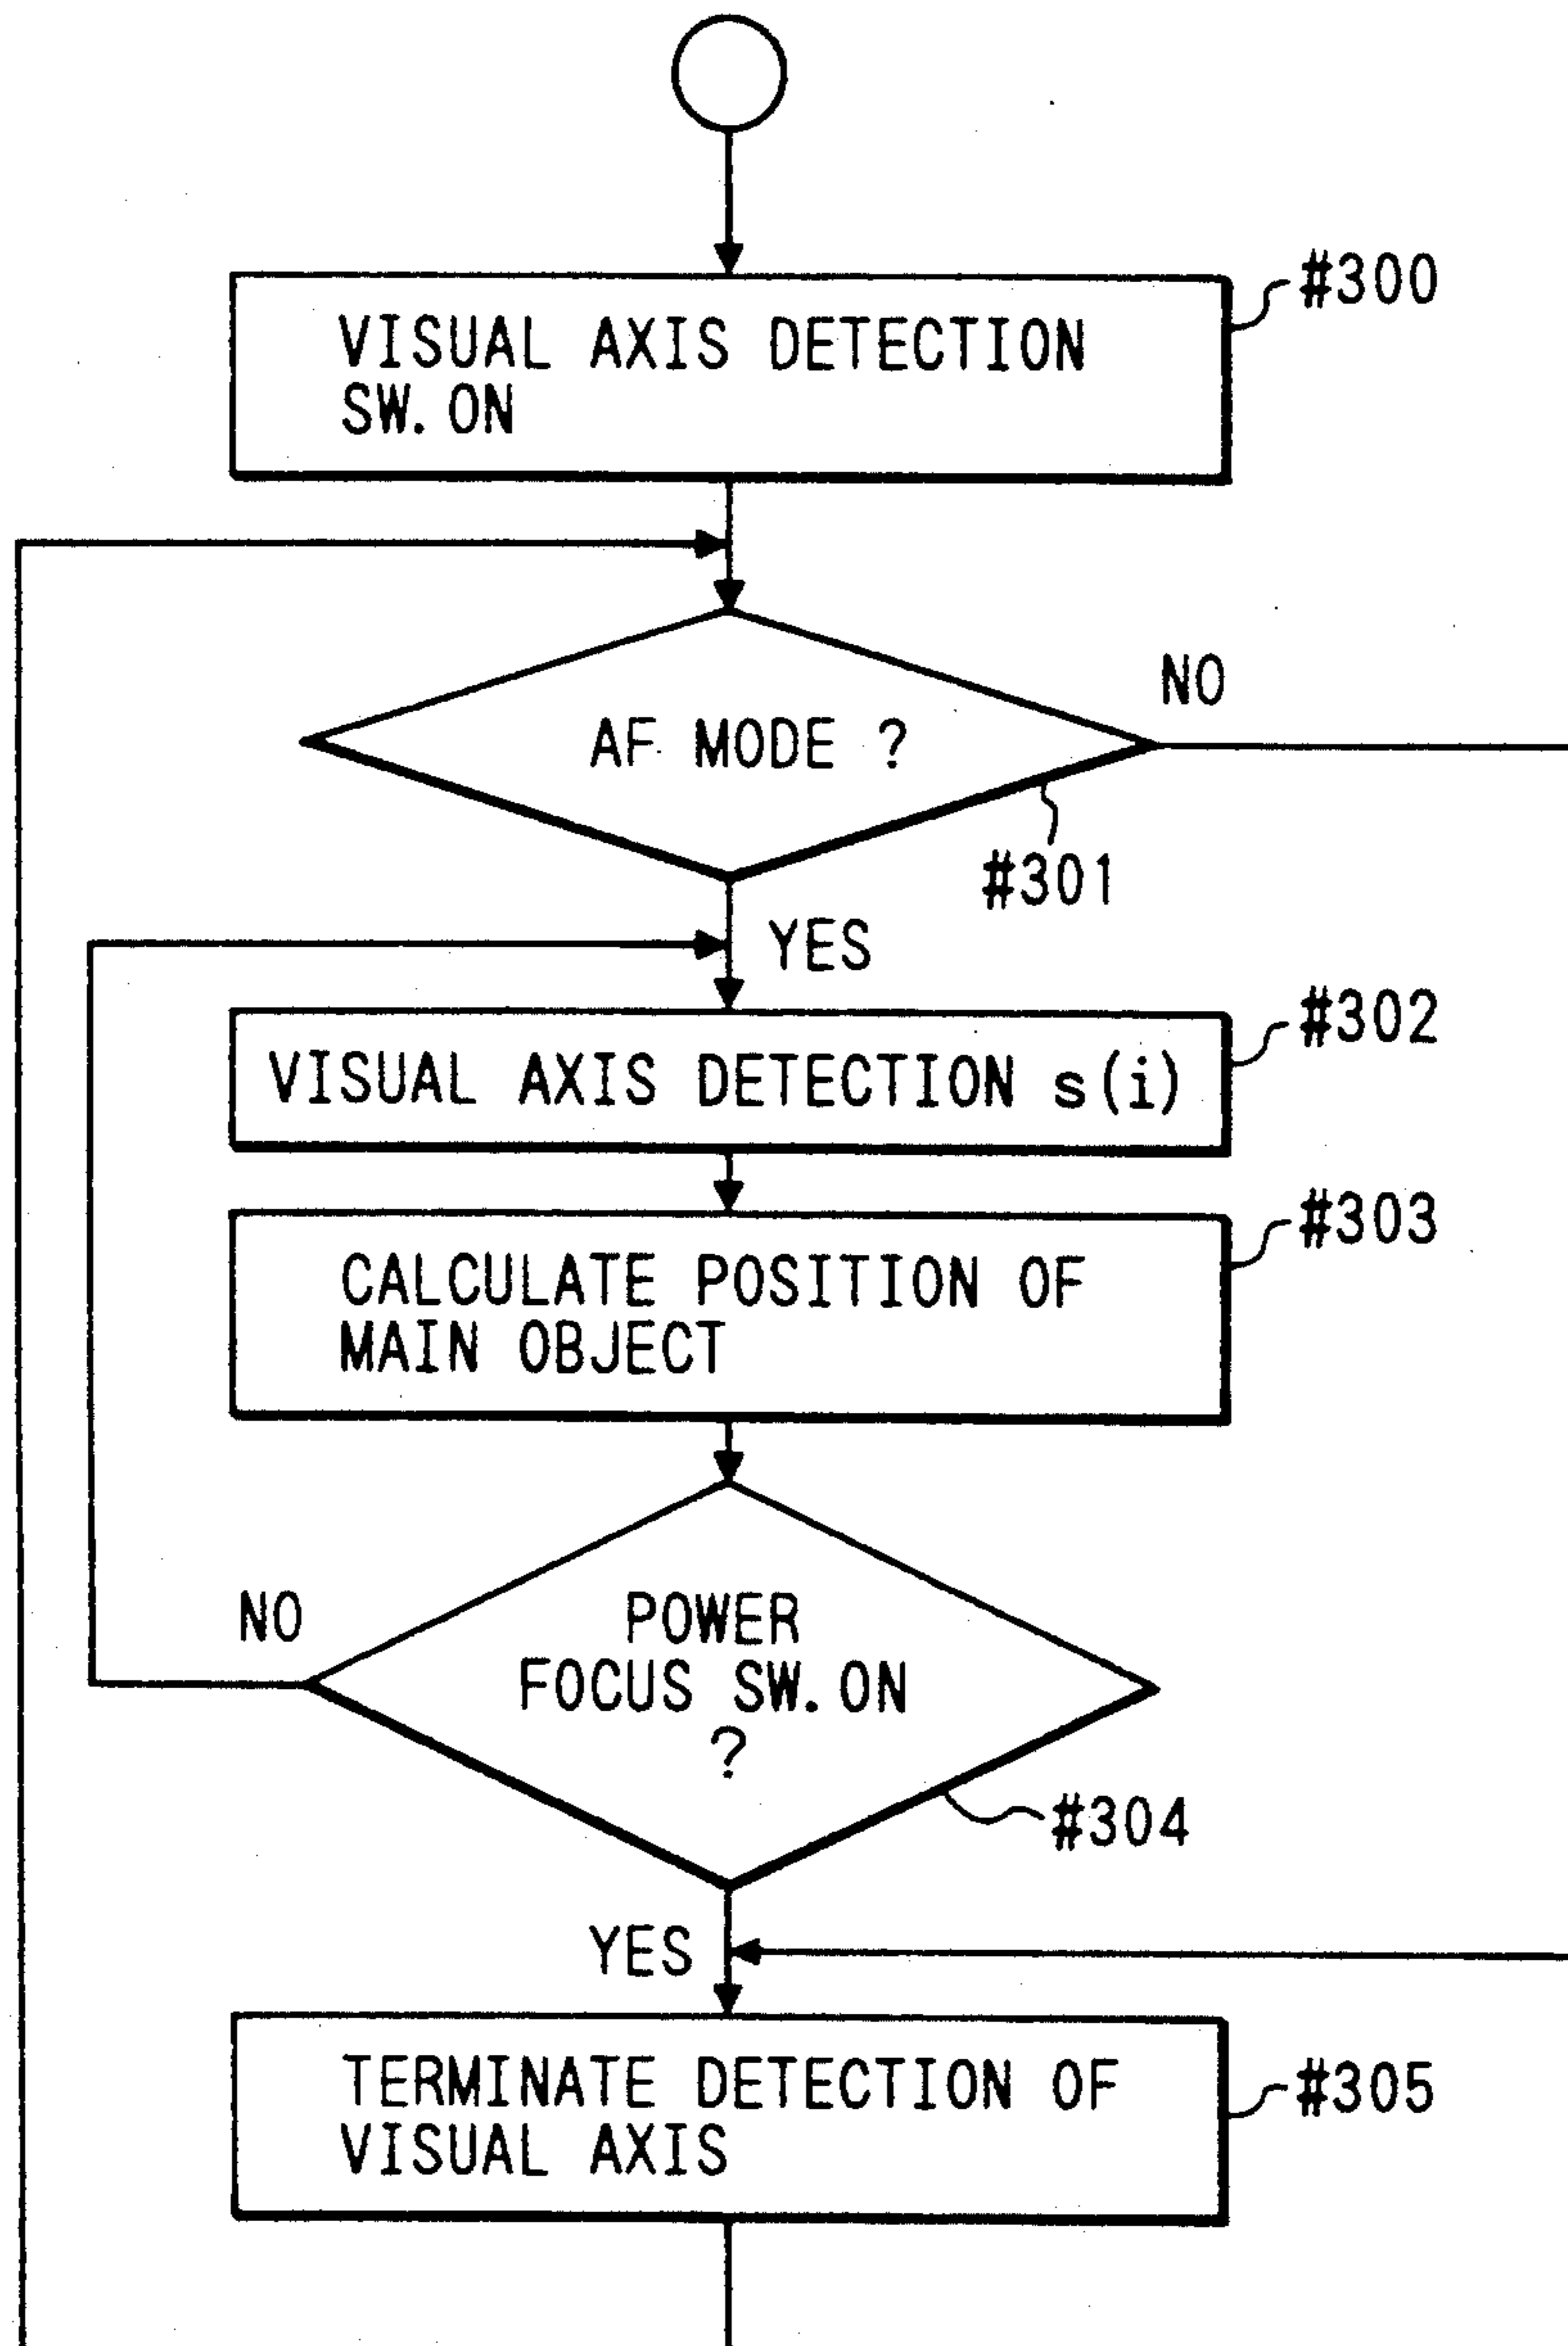 #300
VISUAL AXIS DETECTION
SW. ON
NO
AF MODE ?
#301
YES
#302
VISUAL AXIS DETECTION s(i)
#303
CALCULATE POSITION OF
MAIN OBJECT
NO
POWER
FOCUS SW. ON
?
#304
YES
TERMINATE DETECTION OF
VISUAL AXIS
#305